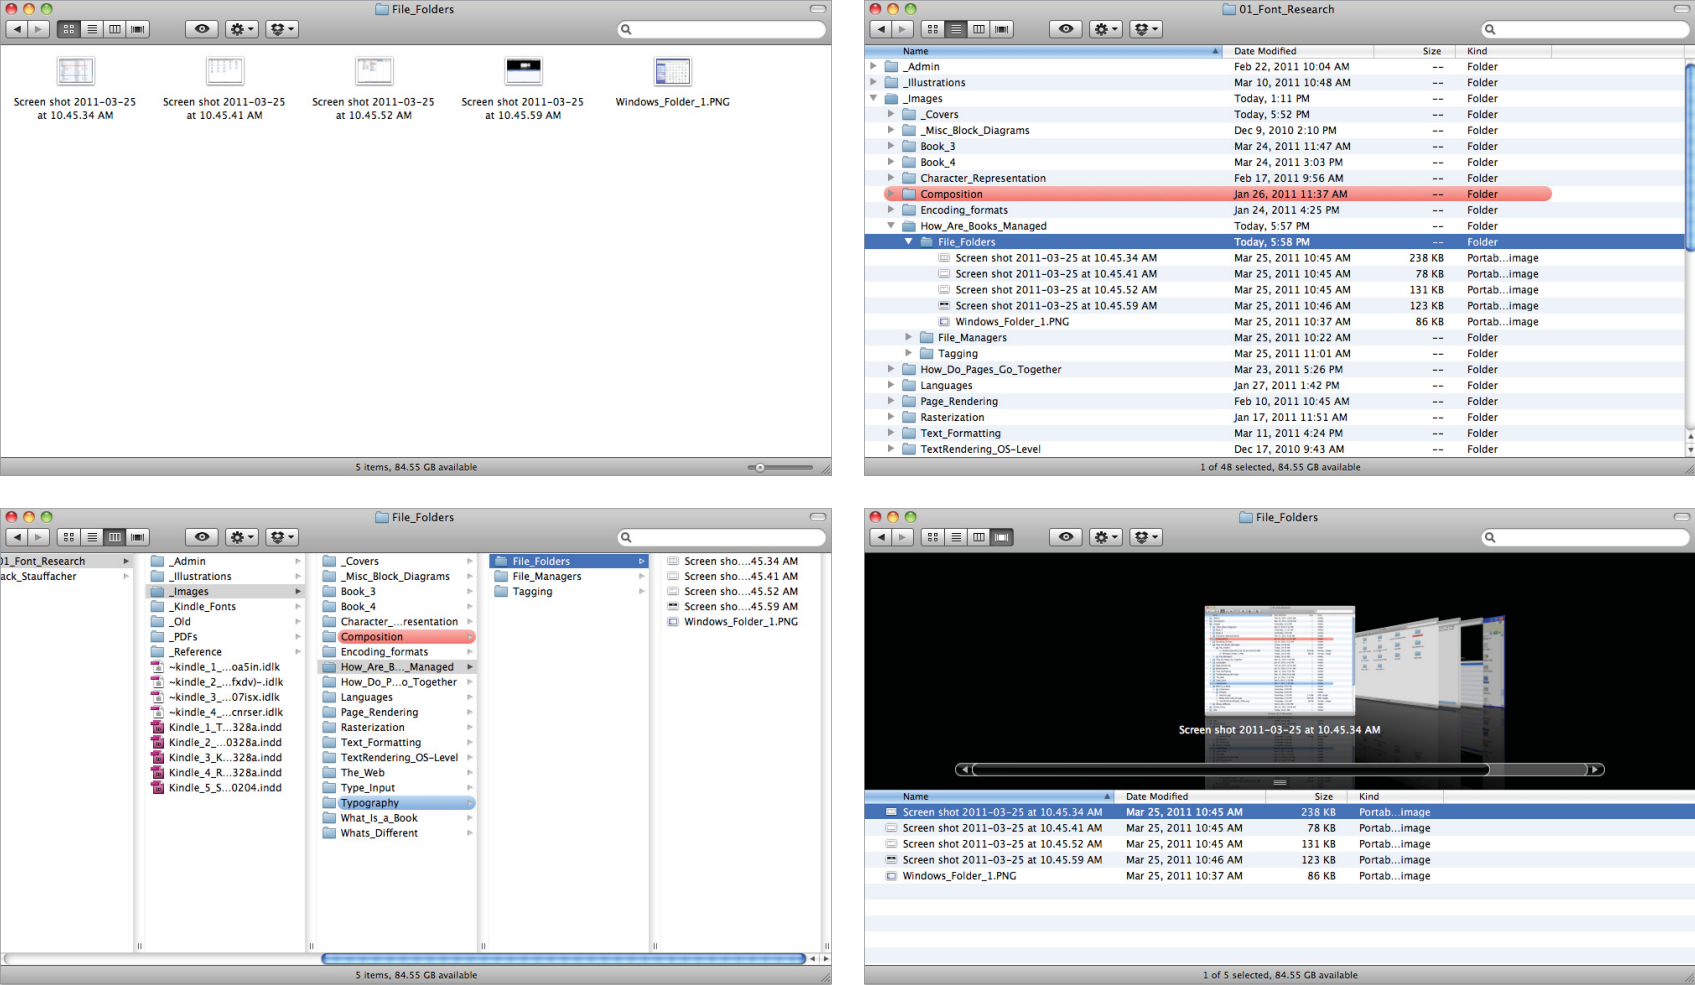 File_Folders
Screen shot 2011-03-25 at 10.45.34 AM
Screen shot 2011-03-25 at 10.45.41 AM
Screen shot 2011-03-25 at 10.45.52 AM
Screen shot 2011-03-25 at 10.45.59 AM
Windows_Folder_1.PNG
5 items, 84.55 GB available
01_Font_Research
Name Date Modified Size Kind
_Admin Feb 22, 2011 10:04 AM -- Folder
_Illustrations Mar 10, 2011 10:48 AM -- Folder
_Images Today, 1:11 PM -- Folder
_Covers Today, 5:52 PM -- Folder
_Misc_Block_Diagrams Dec 9, 2010 2:10 PM -- Folder
Book_3 Mar 24, 2011 11:47 AM -- Folder
Book_4 Mar 24, 2011 3:03 PM -- Folder
Character_Representation Feb 17, 2011 9:56 AM -- Folder
Composition Jan 26, 2011 11:37 AM -- Folder
Encoding_formats Jan 24, 2011 4:25 PM -- Folder
How_Are_Books_Managed Today, 5:57 PM -- Folder
File_Folders Today, 5:58 PM -- Folder
Screen shot 2011-03-25 at 10.45.34 AM Mar 25, 2011 10:45 AM 238 KB Portab...image
Screen shot 2011-03-25 at 10.45.41 AM Mar 25, 2011 10:45 AM 78 KB Portab...image
Screen shot 2011-03-25 at 10.45.52 AM Mar 25, 2011 10:45 AM 131 KB Portab...image
Screen shot 2011-03-25 at 10.45.59 AM Mar 25, 2011 10:46 AM 123 KB Portab...image
Windows_Folder_1.PNG Mar 25, 2011 10:37 AM 86 KB Portab...image
File_Managers Mar 25, 2011 10:22 AM -- Folder
Tagging Mar 25, 2011 11:01 AM -- Folder
How_Do_Pages_Go_Together Mar 23, 2011 5:26 PM -- Folder
Languages Jan 27, 2011 1:42 PM -- Folder
Page_Rendering Feb 10, 2011 10:45 AM -- Folder
Rasterization Jan 17, 2011 11:51 AM -- Folder
Text_Formatting Mar 11, 2011 4:24 PM -- Folder
TextRendering_OS-Level Dec 17, 2010 9:43 AM -- Folder
1 of 48 selected, 84.55 GB available
File_Folders
01_Font_Research
ack_Stauffacher
_Admin
_Illustrations
_Images
_Kindle_Fonts
_Old
_PDFs
_Reference
~kindle_1_...oa5in.idlk
~kindle_2_...fxdv)-.idlk
~kindle_3_...07isx.idlk
~kindle_4_...cnrser.idlk
Kindle_1_T...328a.indd
Kindle_2_...0328a.indd
Kindle_3_K...328a.indd
Kindle_4_R...328a.indd
Kindle_5_S...0204.indd
_Covers
_Misc_Block_Diagrams
Book_3
Book_4
Character_...resentation
Composition
Encoding_formats
How_Are_B..._Managed
How_Do_P...o_Together
Languages
Page_Rendering
Rasterization
Text_Formatting
TextRendering_OS-Level
The_Web
Type_Input
Typography
What_Is_a_Book
Whats_Different
File_Folders
File_Managers
Tagging
Screen sho....45.34 AM
Screen sho....45.41 AM
Screen sho....45.52 AM
Screen sho....45.59 AM
Windows_Folder_1.PNG
5 items, 84.55 GB available
File_Folders
Screen shot 2011-03-25 at 10.45.34 AM
Name Date Modified Size Kind
Screen shot 2011-03-25 at 10.45.34 AM Mar 25, 2011 10:45 AM 238 KB Portab...image
Screen shot 2011-03-25 at 10.45.41 AM Mar 25, 2011 10:45 AM 78 KB Portab...image
Screen shot 2011-03-25 at 10.45.52 AM Mar 25, 2011 10:45 AM 131 KB Portab...image
Screen shot 2011-03-25 at 10.45.59 AM Mar 25, 2011 10:46 AM 123 KB Portab...image
Windows_Folder_1.PNG Mar 25, 2011 10:37 AM 86 KB Portab...image
1 of 5 selected, 84.55 GB available